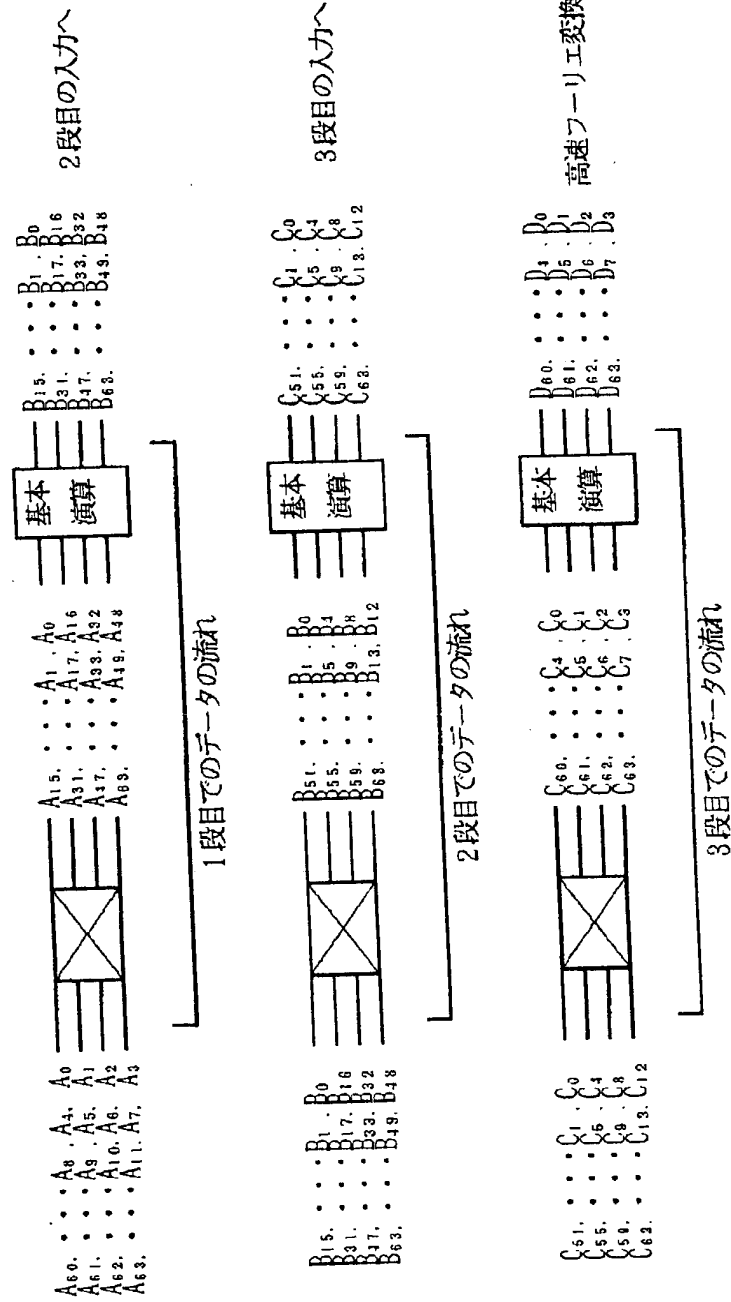 A60. ・・・A8 . A4. A0
A61. ・・・A9 . A5. A1
A62. ・・・A10. A6. A2
A63. ・・・A11. A7. A3
A15. ・・・A1 . A0
A31. ・・・A17. A16
A47. ・・・A33. A32
A63. ・・・A49. A48
基本
演算
B15. ・・・B1 . B0
B31. ・・・B17. B16
B47. ・・・B33. B32
B63. ・・・B49. B48
2段目の入力へ
1段目でのデータの流れ
B15. ・・・B1 . B0
B31. ・・・B17. B16
B47. ・・・B33. B32
B63. ・・・B49. B48
B51. ・・・B1 . B0
B55. ・・・B5 . B4
B59. ・・・B9 . B8
B63. ・・・B13. B12
基本
演算
C51. ・・・C1 . C0
C55. ・・・C5 . C4
C59. ・・・C9 . C8
C63. ・・・C13. C12
3段目の入力へ
2段目でのデータの流れ
C51. ・・・C1 . C0
C55. ・・・C5 . C4
C59. ・・・C9 . C8
C63. ・・・C13. C12
C60. ・・・C4 . C0
C61. ・・・C5 . C1
C62. ・・・C6 . C2
C63. ・・・C7 . C3
基本
演算
D60. ・・・D4 . D0
D61. ・・・D5 . D1
D62. ・・・D6 . D2
D63. ・・・D7 . D3
高速フーリエ変換
3段目でのデータの流れ